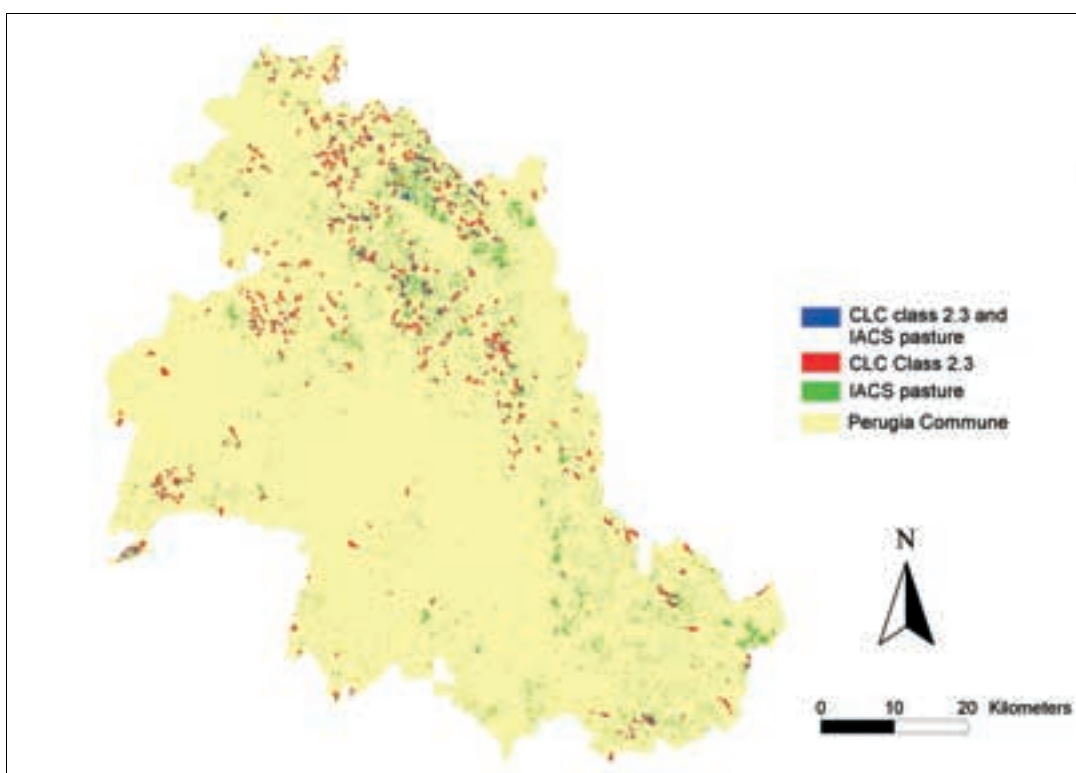 CLC class 2.3 and
IACS pasture
CLC Class 2.3
IACS pasture
Perugia Commune
N
0 10 20 Kilometers